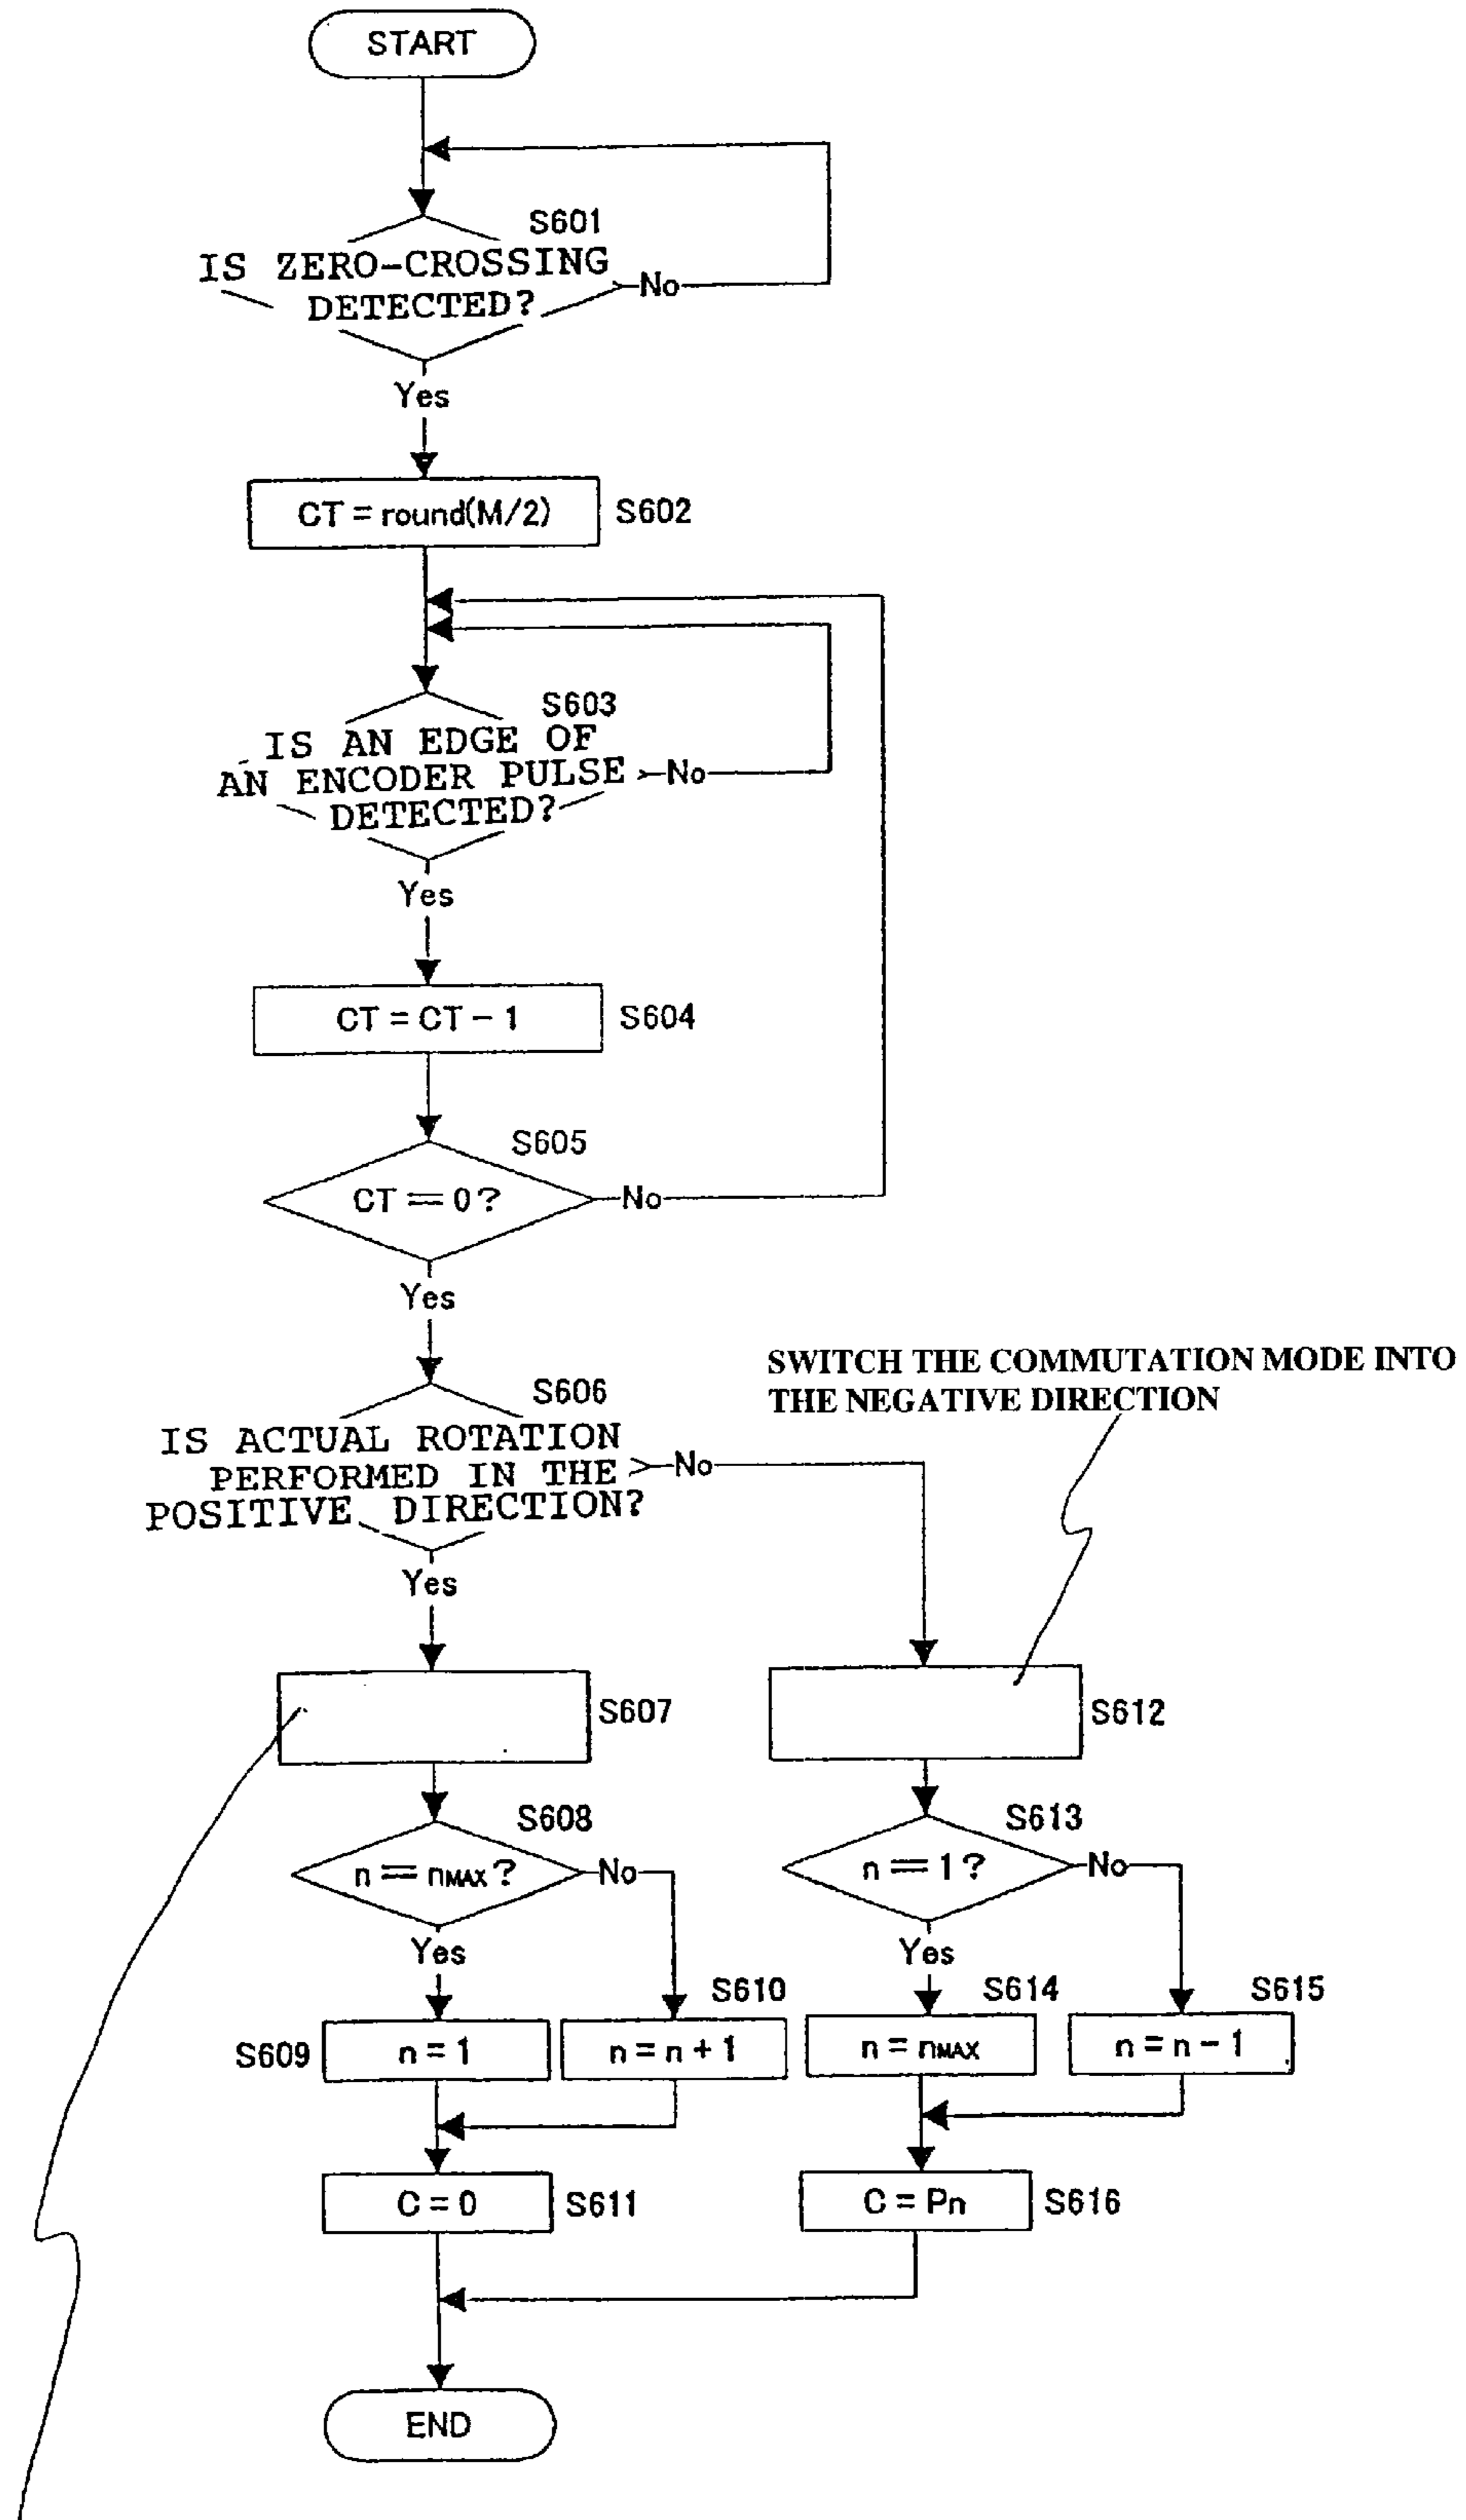 START
S601
IS ZERO-CROSSING
DETECTED?
No
Yes
CT = round(M/2)
S602
S603
IS AN EDGE OF
AN ENCODER PULSE
DETECTED?
No
Yes
CT = CT - 1
S604
S605
CT == 0?
No
Yes
SWITCH THE COMMUTATION MODE INTO
THE NEGATIVE DIRECTION
S606
IS ACTUAL ROTATION
PERFORMED IN THE
POSITIVE DIRECTION?
No
Yes
S607
S612
S608
n == nMAX?
No
Yes
S613
n == 1?
No
Yes
S609
n = 1
S610
n = n + 1
S614
n = nMAX
S615
n = n - 1
C = 0
S611
C = Pn
S616
END